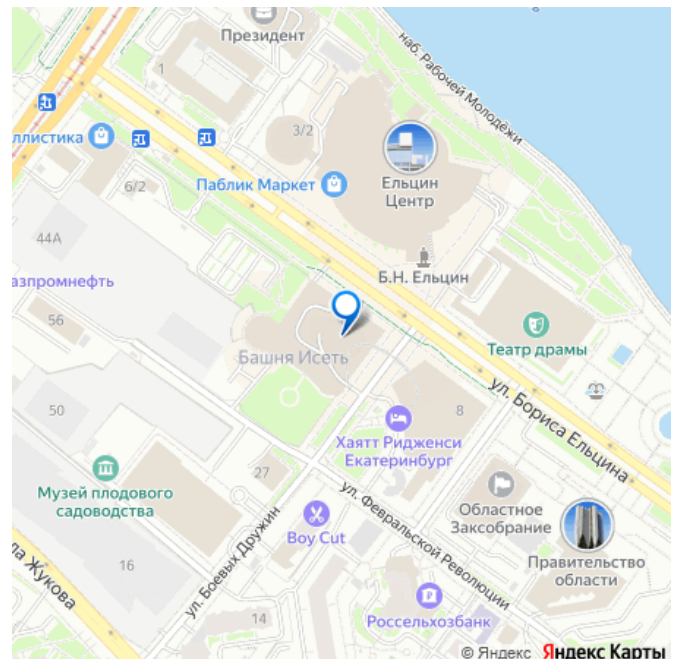 Президент
наб. Рабочей Молодёжи
1
3/2
ллистика
Ельцин
Центр
Паблик Маркет
6/2
44А
Б.Н. Ельцин
азпромнефть
56
Башня Исеть
Театр драмы
ул. Бориса Ельцина
50
8
Хаятт Ридженси
Екатеринбург
27
Музей плодового
садоводства
ул. Февральской Революции
Областное
Заксобрание
Boy Cut
ул. Боевых Дружин
Правительство
области
ла Жукова
16
14
Россельхозбанк
© Яндекс Яндекс Карты